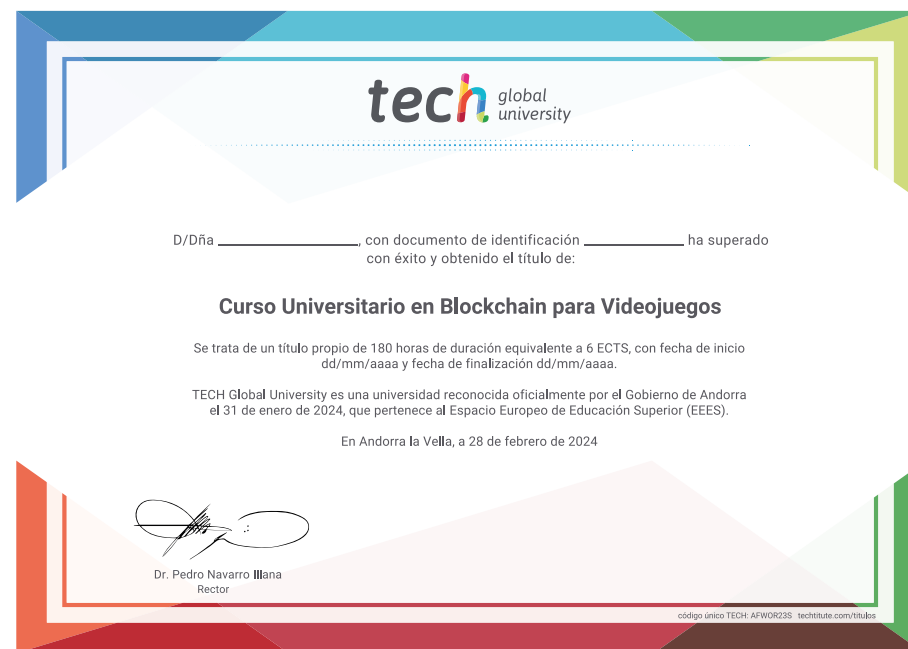 tech global university
D/Dña ______________, con documento de identificación __________ ha superado
con éxito y obtenido el título de:
Curso Universitario en Blockchain para Videojuegos
Se trata de un título propio de 180 horas de duración equivalente a 6 ECTS, con fecha de inicio
dd/mm/aaaa y fecha de finalización dd/mm/aaaa.
TECH Global University es una universidad reconocida oficialmente por el Gobierno de Andorra
el 31 de enero de 2024, que pertenece al Espacio Europeo de Educación Superior (EEES).
En Andorra la Vella, a 28 de febrero de 2024
Dr. Pedro Navarro Illana
Rector
código único TECH: AFWOR23S techtitute.com/titulos